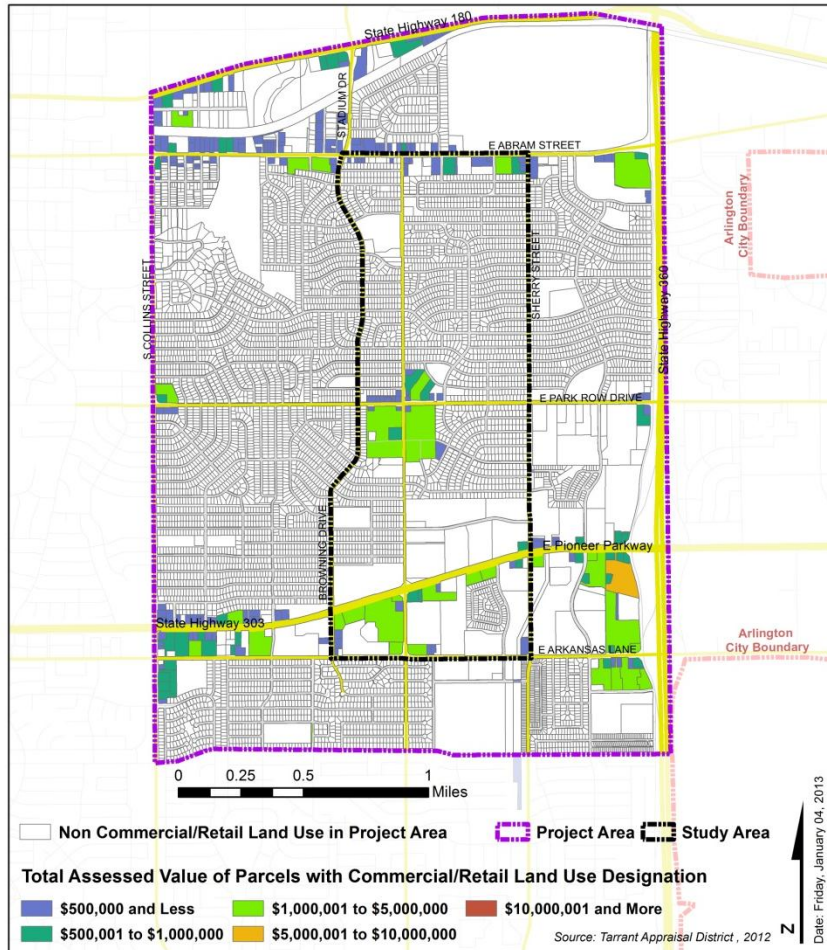 State Highway 180
STADIUM DR
E ABRAM STREET
Arlington
City Boundary
S COLLINS STREET
SHERRY STREET
State Highway 360
E PARK ROW DRIVE
BROWNING DRIVE
E Pioneer Parkway
State Highway 303
E ARKANSAS LANE
Arlington
City Boundary
0 0.25 0.5 1
Miles
Non Commercial/Retail Land Use in Project Area Project Area Study Area
Total Assessed Value of Parcels with Commercial/Retail Land Use Designation
$500,000 and Less $1,000,001 to $5,000,000 $10,000,001 and More
$500,001 to $1,000,000 $5,000,001 to $10,000,000
Source: Tarrant Appraisal District , 2012
N
Date: Friday, January 04, 2013